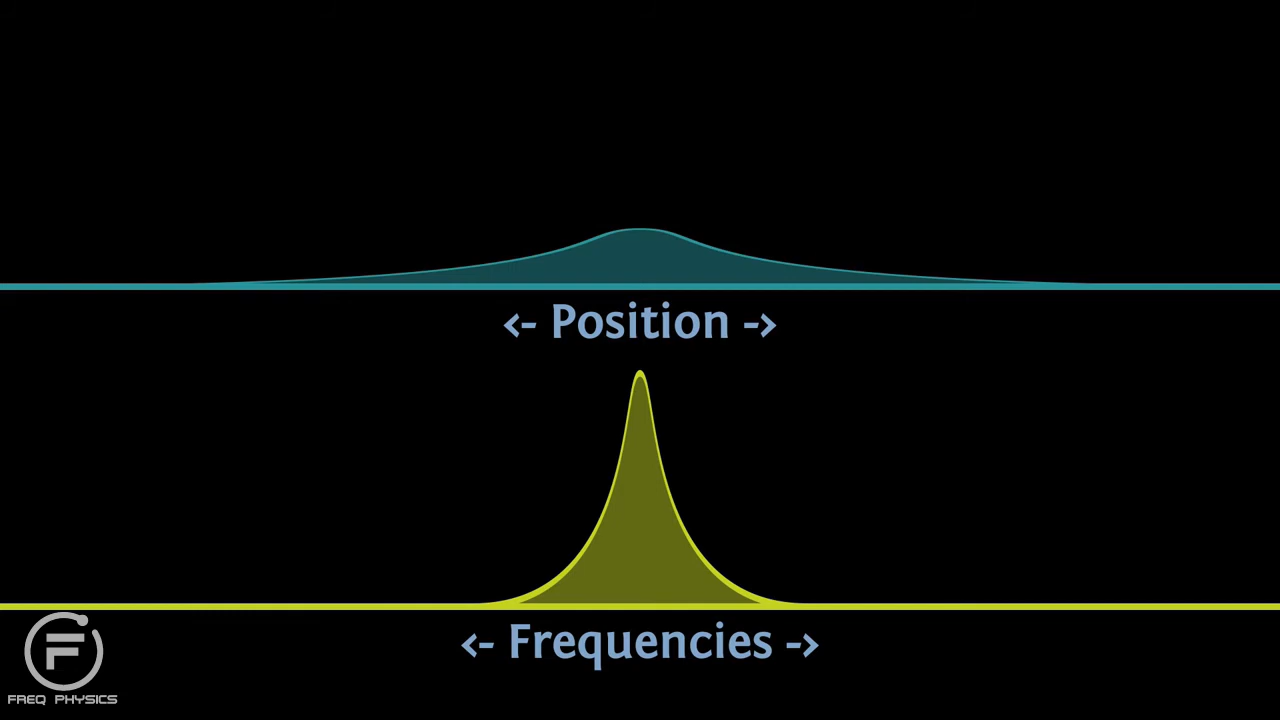 <- Position ->
<- Frequencies ->
F
FREQ PHYSICS